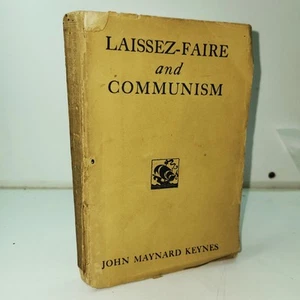 LAISSEZ-FAIRE
and
COMMUNISM
JOHN MAYNARD KEYNES